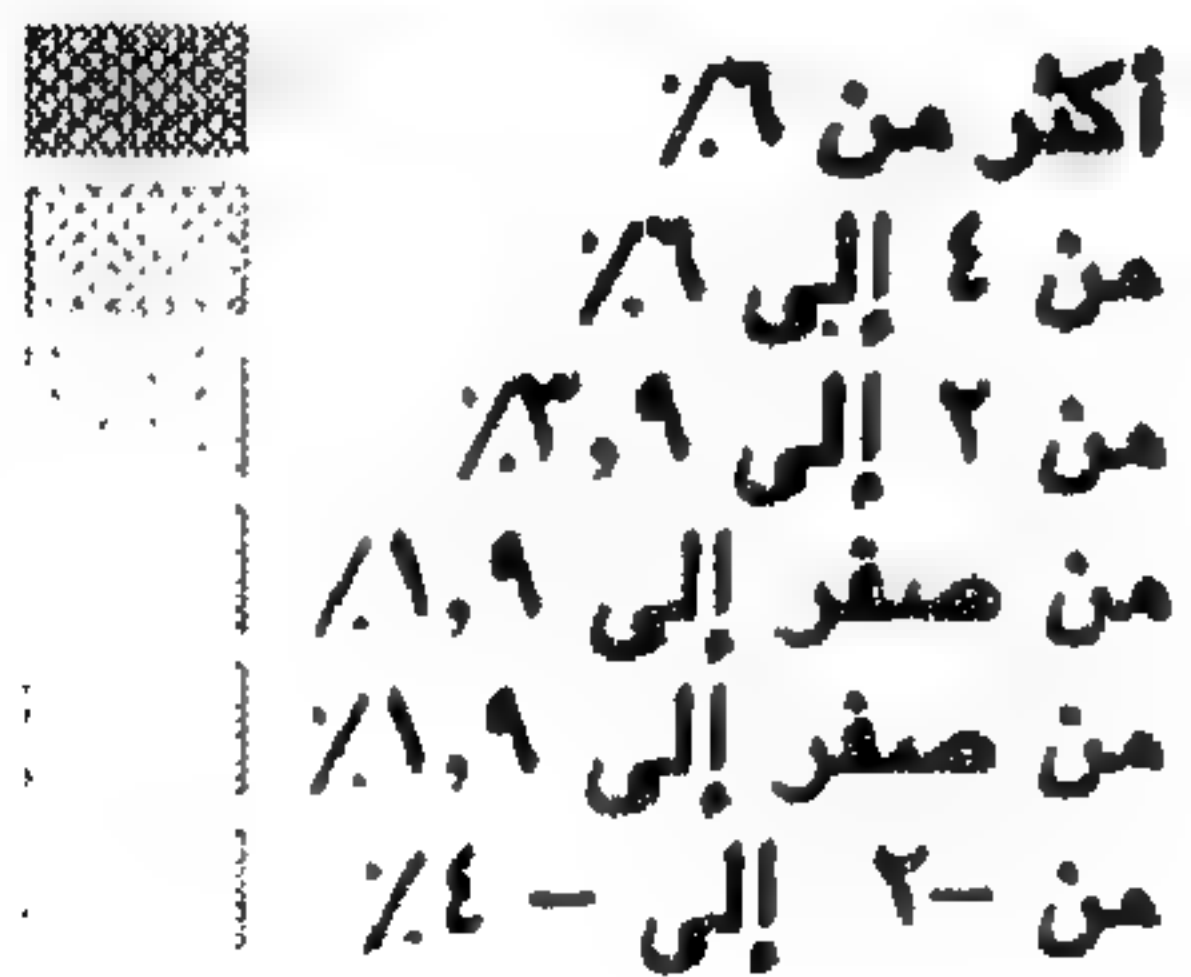 أكثر من ٦٪
من ٤ إلى ٦٪
من ٢ إلى ٣,٩٪
من صفر إلى ١,٩٪
من صفر إلى ١,٩٪
من –٢ إلى – ٤٪